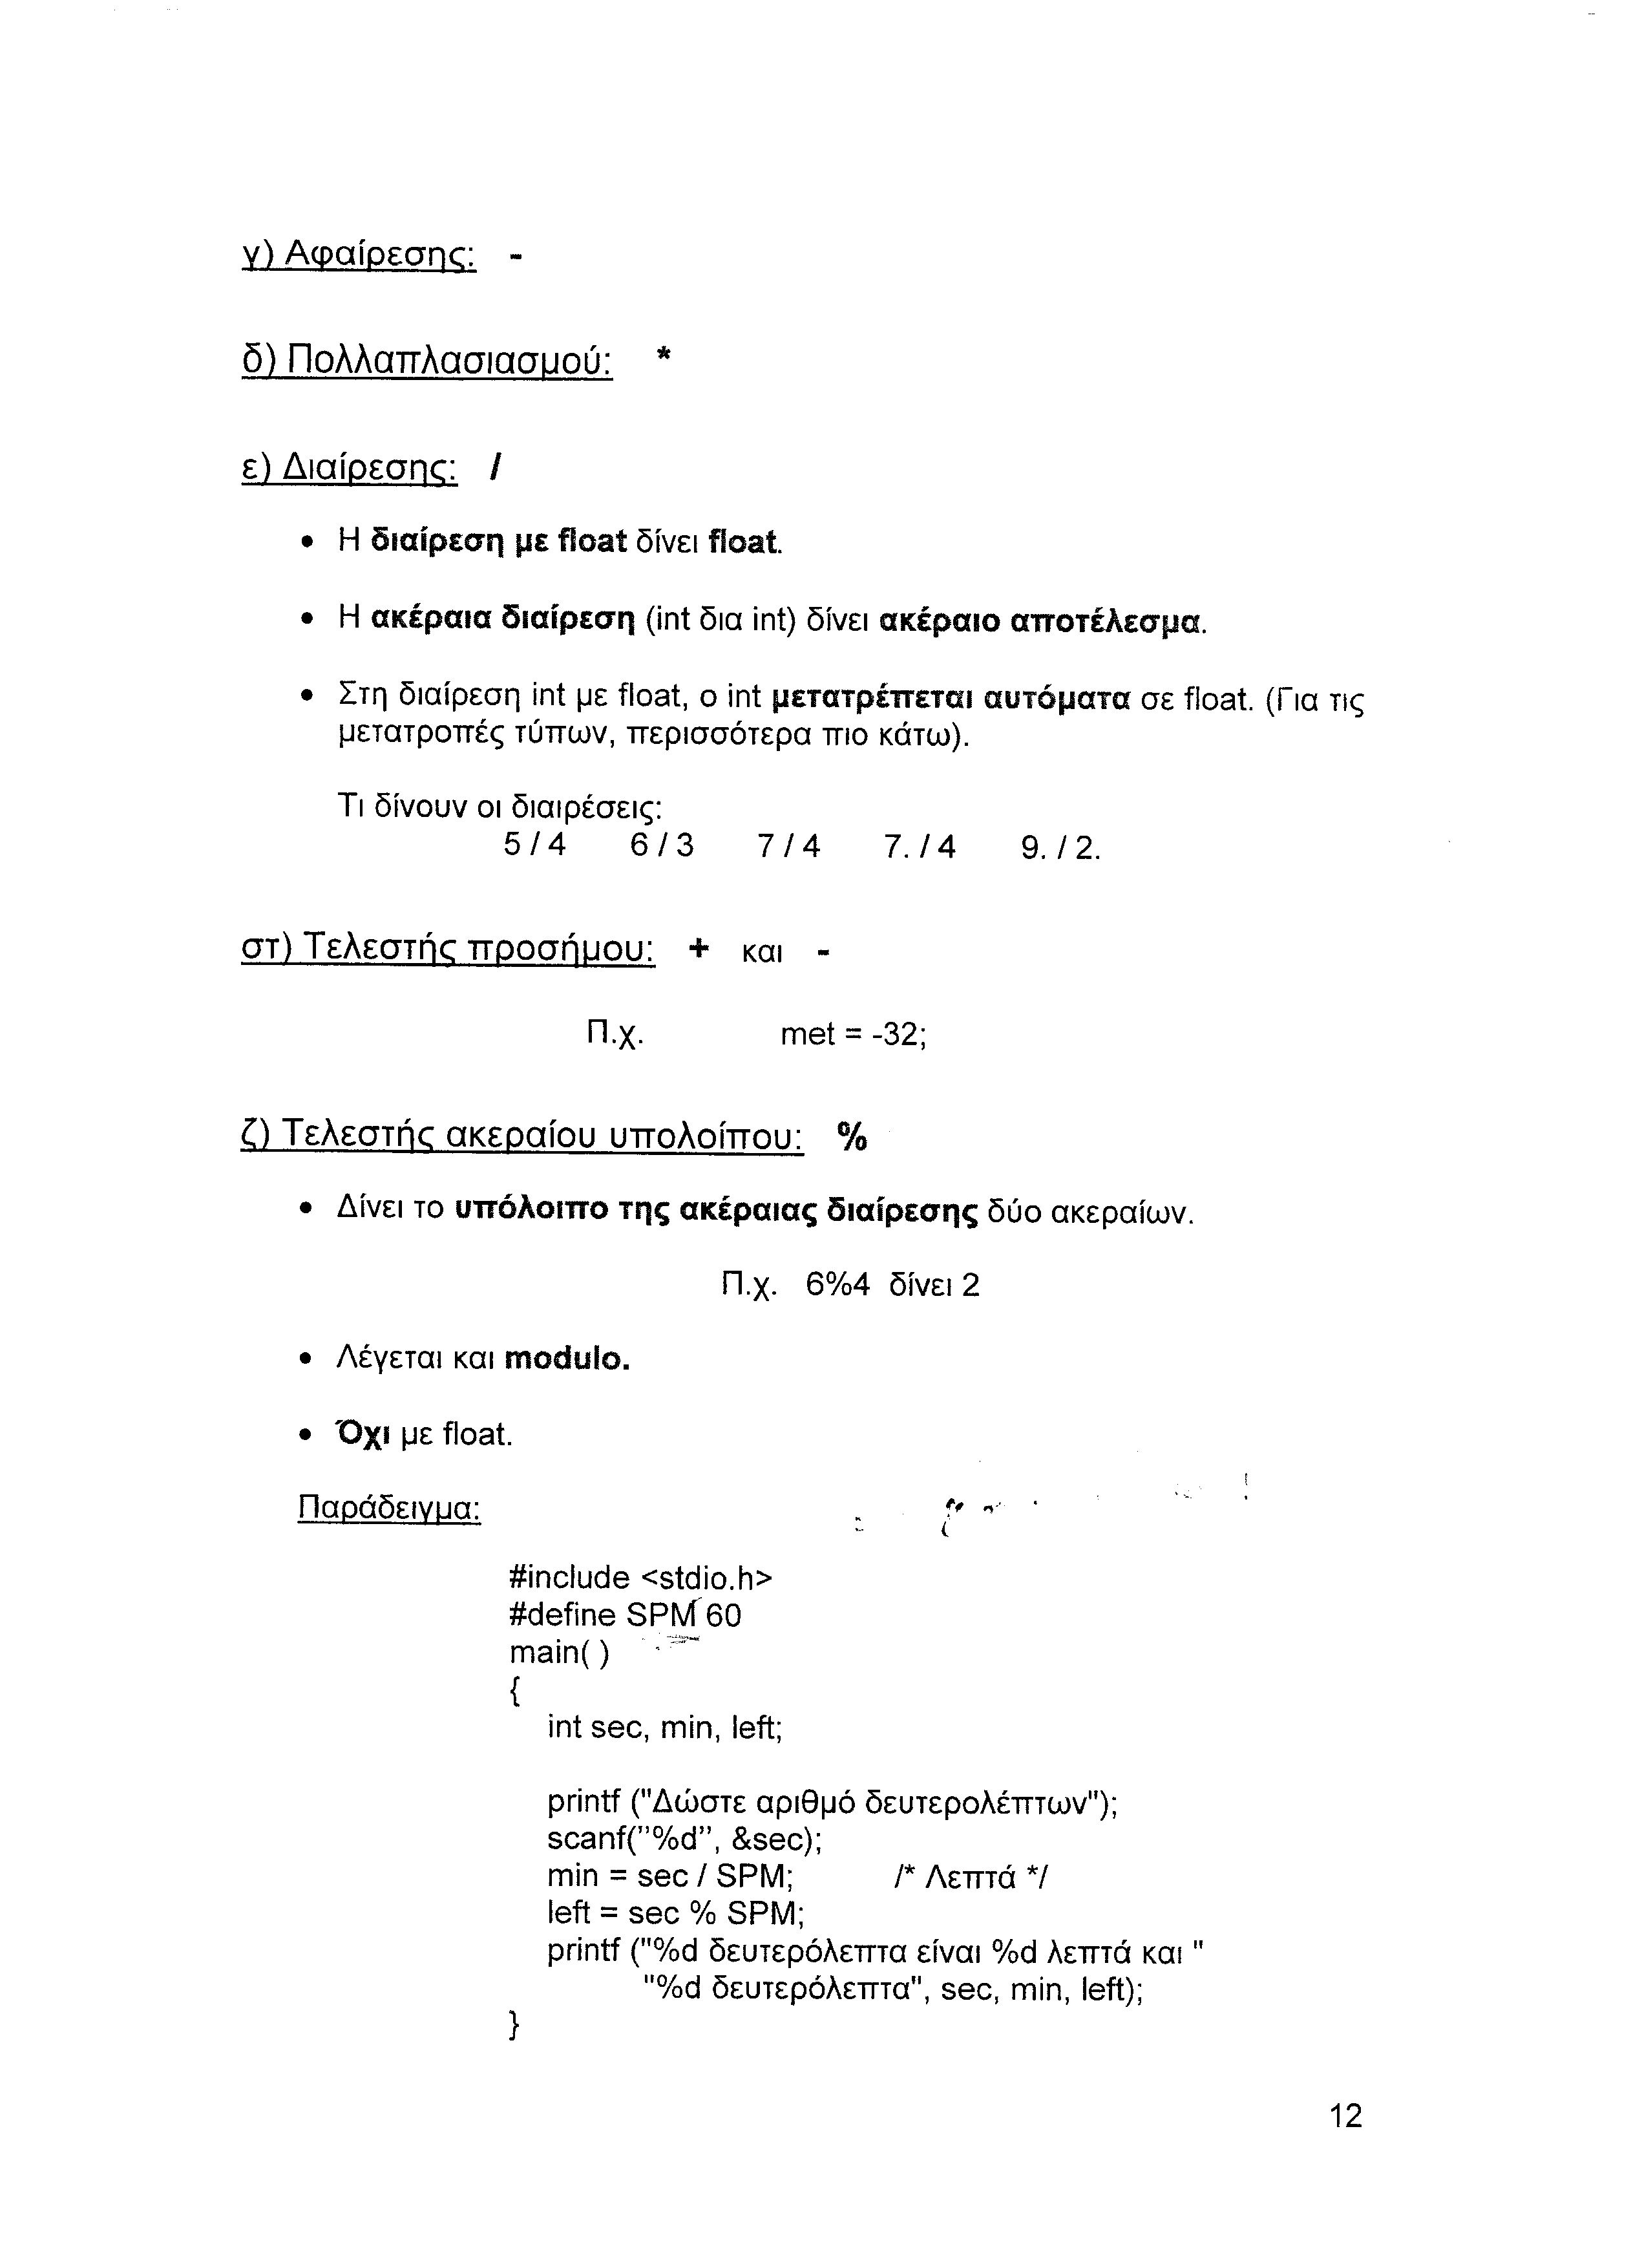 γ) Αφαίρεσης: -
δ) Πολλαπλασιασμού: *
ε) Διαίρεσης: /
• Η διαίρεση με float δίνει float.
• Η ακέραια διαίρεση (int δια int) δίνει ακέραιο αποτέλεσμα.
• Στη διαίρεση int με float, ο int μετατρέπεται αυτόματα σε float. (Για τις
μετατροπές τύπων, περισσότερα πιο κάτω).
Τι δίνουν οι διαιρέσεις:
5 / 4 6 / 3 7 / 4 7. / 4 9. / 2.
στ) Τελεστής προσήμου: + και -
Π.χ. met = -32;
ζ) Τελεστής ακεραίου υπολοίπου: %
• Δίνει το υπόλοιπο της ακέραιας διαίρεσης δύο ακεραίων.
Π.χ. 6%4 δίνει 2
• Λέγεται και modulo.
• Όχι με float.
Παράδειγμα:
#include <stdio.h>
#define SPM 60
main( )
{
int sec, min, left;
printf ("Δώστε αριθμό δευτερολέπτων");
scanf("%d", &sec);
min = sec / SPM; /* Λεπτά */
left = sec % SPM;
printf ("%d δευτερόλεπτα είναι %d λεπτά και "
"%d δευτερόλεπτα", sec, min, left);
}
12